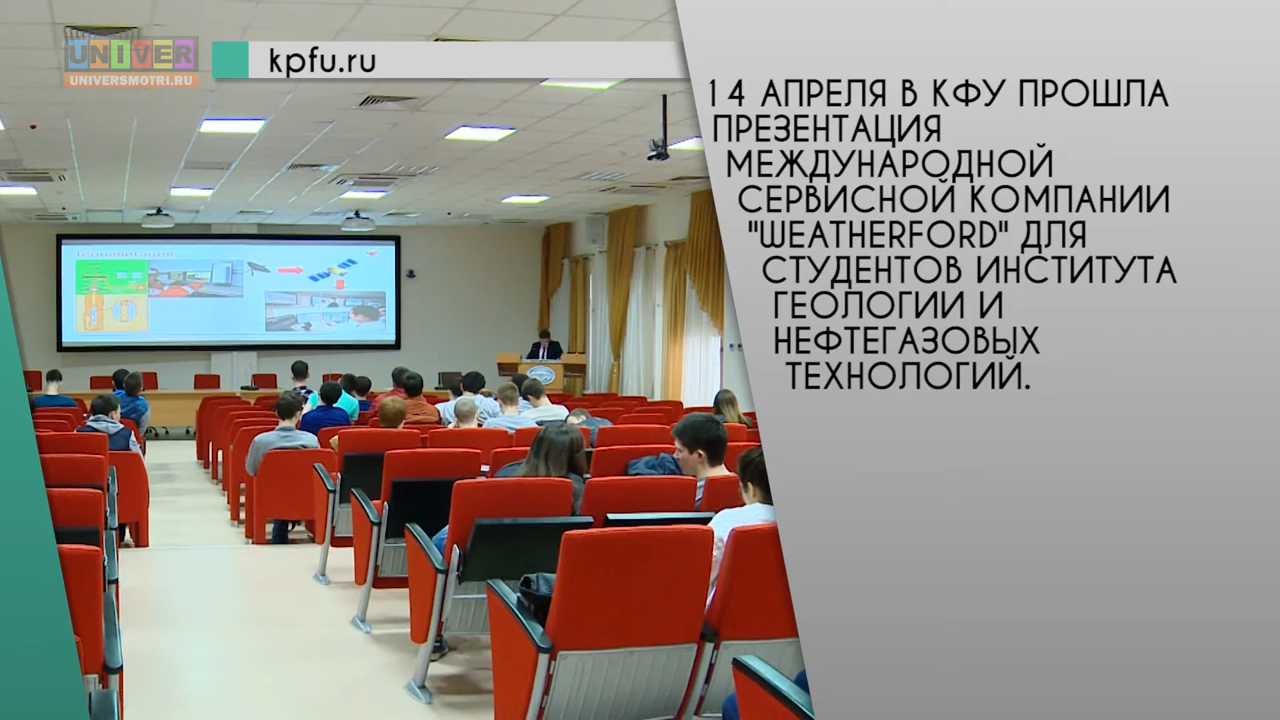 UNIVER
UNIVERSMOTRI.RU
kpfu.ru
14 АПРЕЛЯ В КФУ ПРОШЛА
ПРЕЗЕНТАЦИЯ
МЕЖДУНАРОДНОЙ
СЕРВИСНОЙ КОМПАНИИ
"WEATHERFORD" ДЛЯ
СТУДЕНТОВ ИНСТИТУТА
ГЕОЛОГИИ И
НЕФТЕГАЗОВЫХ
ТЕХНОЛОГИЙ.